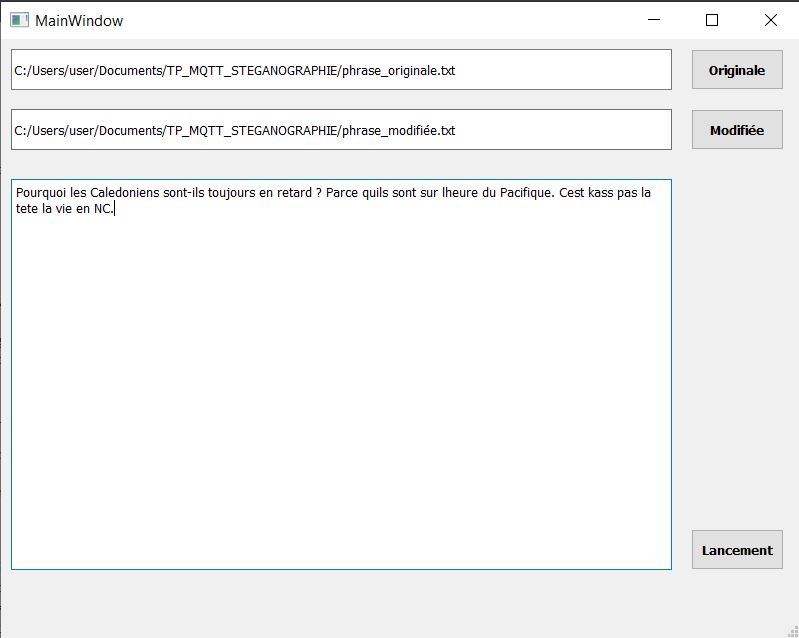 MainWindow
C:/Users/user/Documents/TP_MQTT_STEGANOGRAPHIE/phrase_originale.txt
Originale
C:/Users/user/Documents/TP_MQTT_STEGANOGRAPHIE/phrase_modifiée.txt
Modifiée
Pourquoi les Caledoniens sont-ils toujours en retard ? Parce quils sont sur lheure du Pacifique. Cest kass pas la
tete la vie en NC.
Lancement